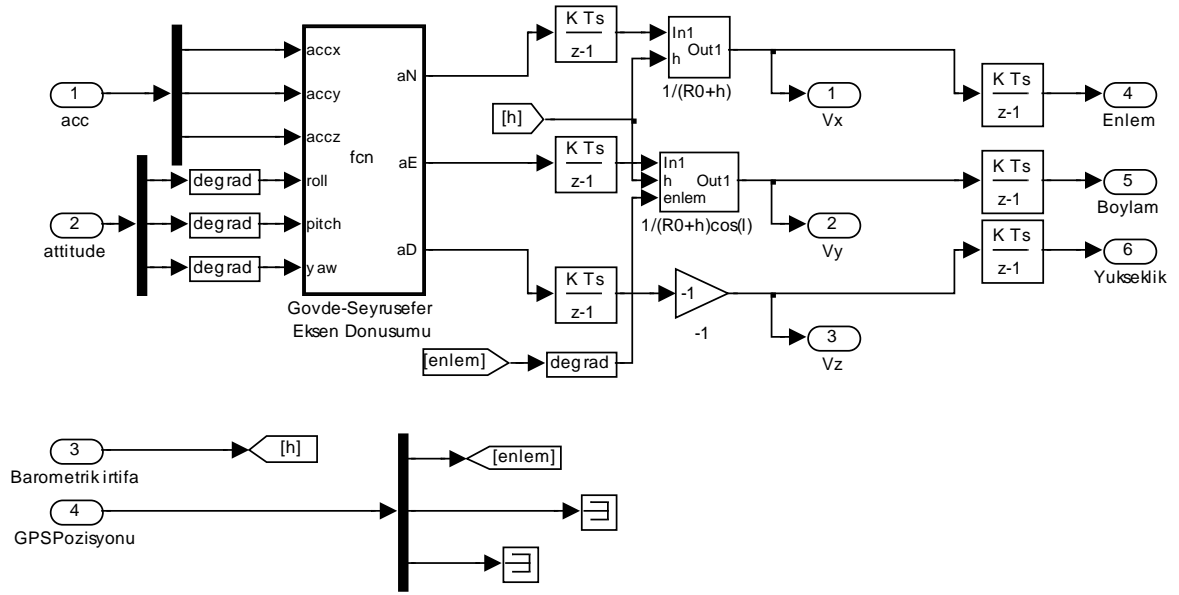 1
acc
2
attitude
degrad
degrad
degrad
accx
accy
accz
roll
pitch
yaw
fcn
aN
aE
aD
Govde-Seyrusefer
Eksen Donusumu
K Ts
z-1
K Ts
z-1
K Ts
z-1
In1
h
Out1
1/(R0+h)
[h]
In1
h
enlem
Out1
1/(R0+h)cos(l)
-1
-1
[enlem]
degrad
1
Vx
2
Vy
3
Vz
K Ts
z-1
K Ts
z-1
K Ts
z-1
4
Enlem
5
Boylam
6
Yukseklik
3
Barometrik irtifa
[h]
4
GPSPozisyonu
[enlem]